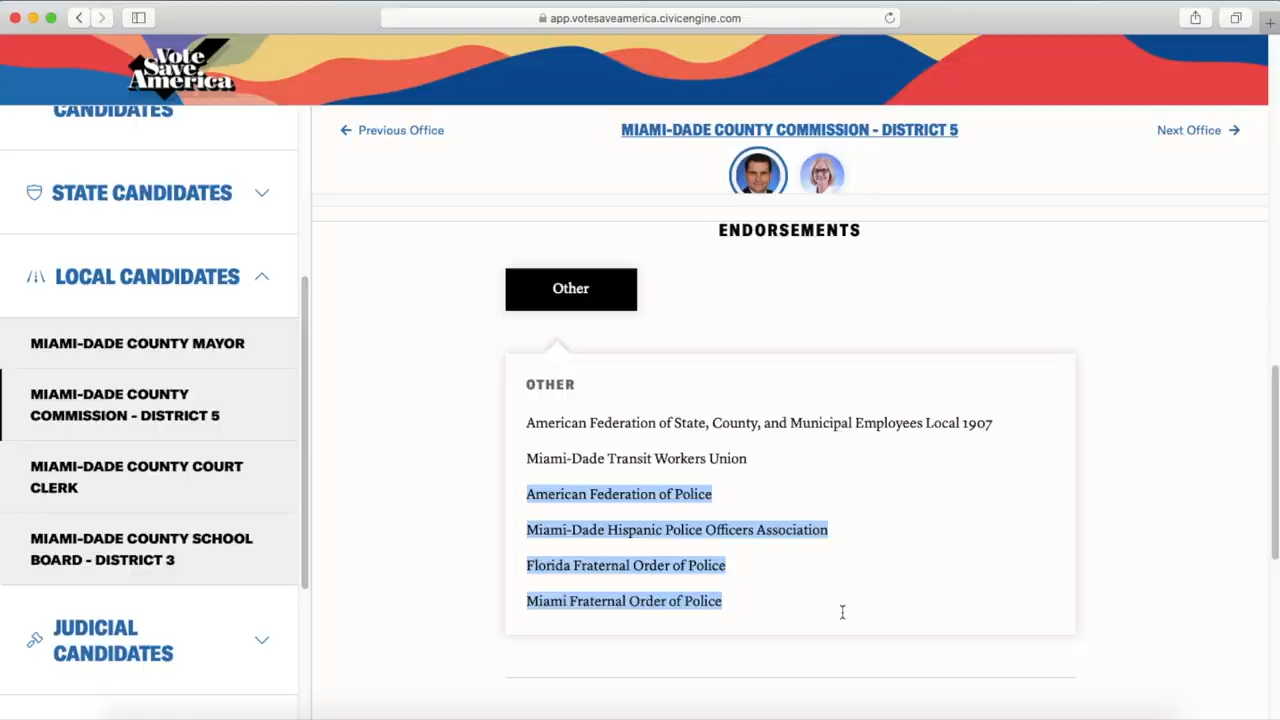 app.votesaveamerica.civicengine.com
Vote
Save
America
CANDIDATES
STATE CANDIDATES
LOCAL CANDIDATES
MIAMI-DADE COUNTY MAYOR
MIAMI-DADE COUNTY
COMMISSION - DISTRICT 5
MIAMI-DADE COUNTY COURT
CLERK
MIAMI-DADE COUNTY SCHOOL
BOARD - DISTRICT 3
JUDICIAL
CANDIDATES
Previous Office
MIAMI-DADE COUNTY COMMISSION - DISTRICT 5
Next Office
ENDORSEMENTS
Other
OTHER
American Federation of State, County, and Municipal Employees Local 1907
Miami-Dade Transit Workers Union
American Federation of Police
Miami-Dade Hispanic Police Officers Association
Florida Fraternal Order of Police
Miami Fraternal Order of Police